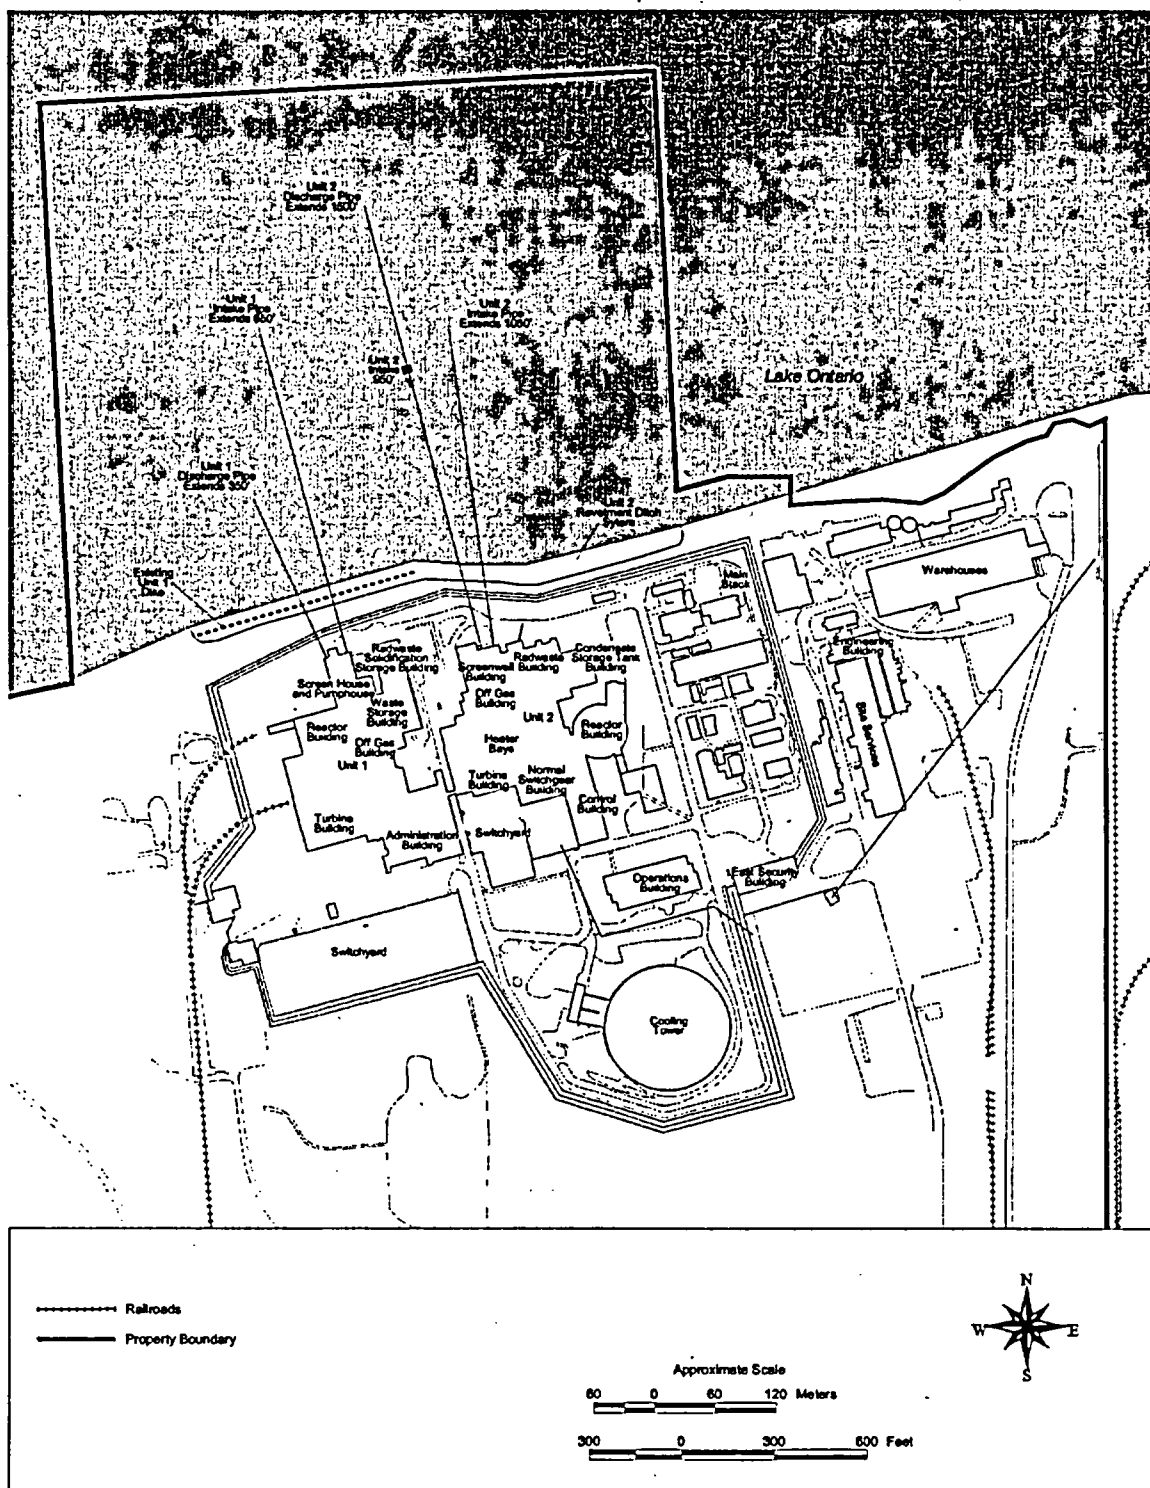 Unit 2
Discharge Pipe
Extends 1500'
Unit 1
Intake Pipe
Extends 850'
Unit 2
Intake Pipe
Extends 1050'
Unit 2
Intake @
950'
Lake Ontario
Unit 1
Discharge Pipe
Extends 350'
Unit 2
Revetment Ditch
System
Existing
Unit 1
Dike
Main
Stack
Warehouses
Engineering
Building
Site Services
Radwaste
Solidification
Storage Building
Screenwell
Building
Radwaste
Building
Condensate
Storage Tank
Building
Screen House
and Pumphouse
Waste
Storage
Building
Off Gas
Building
Unit 2
Reactor
Building
Reactor
Building
Off Gas
Building
Unit 1
Heater
Bays
Turbine
Building
Normal
Switchgear
Building
Control
Building
Turbine
Building
Administration
Building
Switchyard
Operations
Building
East Security
Building
Switchyard
Cooling
Tower
Railroads
Property Boundary
N
W
E
S
Approximate Scale
60 0 60 120 Meters
300 0 300 600 Feet